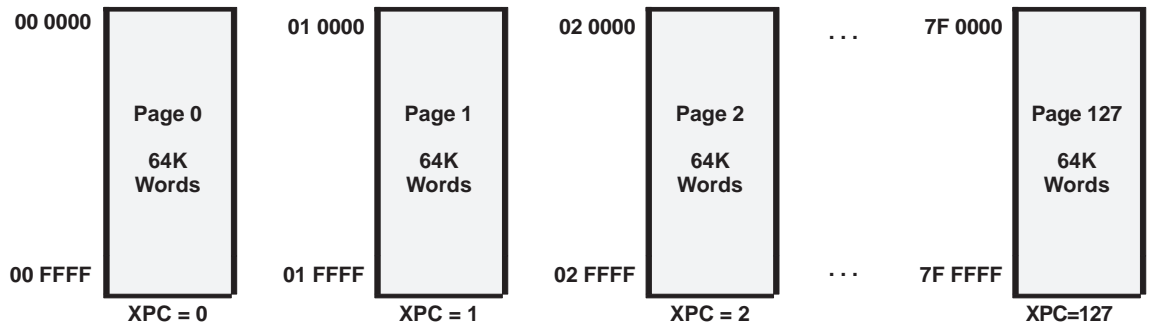 00 0000
Page 0
64K
Words
00 FFFF
XPC = 0
01 0000
Page 1
64K
Words
01 FFFF
XPC = 1
02 0000
Page 2
64K
Words
02 FFFF
XPC = 2
. . .
. . .
7F 0000
Page 127
64K
Words
7F FFFF
XPC=127